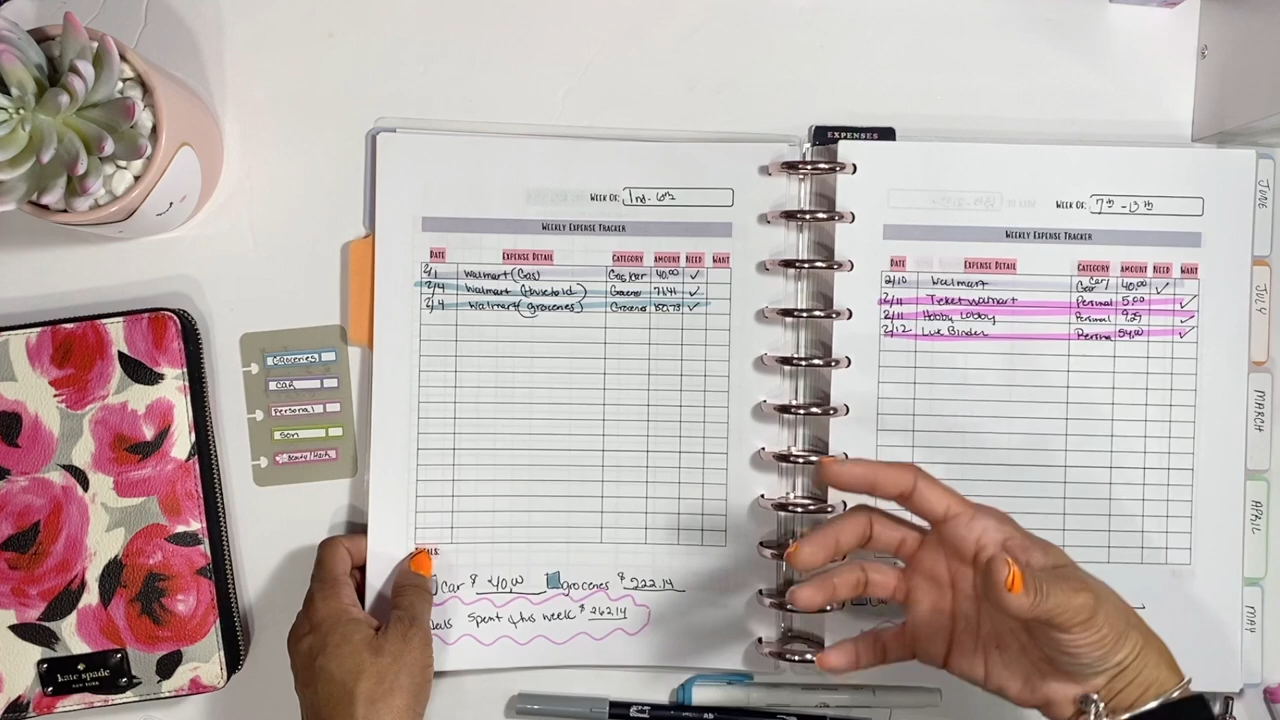 EXPENSES
WEEK OF: 1nd-6th
WEEKLY EXPENSE TRACKER
DATE EXPENSE DETAIL CATEGORY AMOUNT NEED WANT
2/1 Walmart (Gas) Gas/car 40.00 ✓
2/4 Walmart (household) Groceries 71.41 ✓
2/4 Walmart (groceries) Groceries 150.73 ✓
car $ 40.00 groceries $ 222.14
Spent this week $ 262.14
WEEK OF: 7th-13th
WEEKLY EXPENSE TRACKER
DATE EXPENSE DETAIL CATEGORY AMOUNT NEED WANT
2/10 Walmart Car/ 40.00 ✓
2/11 Ticket Walmart Personal 5.00 ✓
2/11 Hobby Lobby Personal 9.29 ✓
2/12 Binder 54.00 ✓
Groceries
car
Personal
Son
Beauty/
kate spade
NEW YORK
JUNE
JULY
MARCH
APRIL
MAY